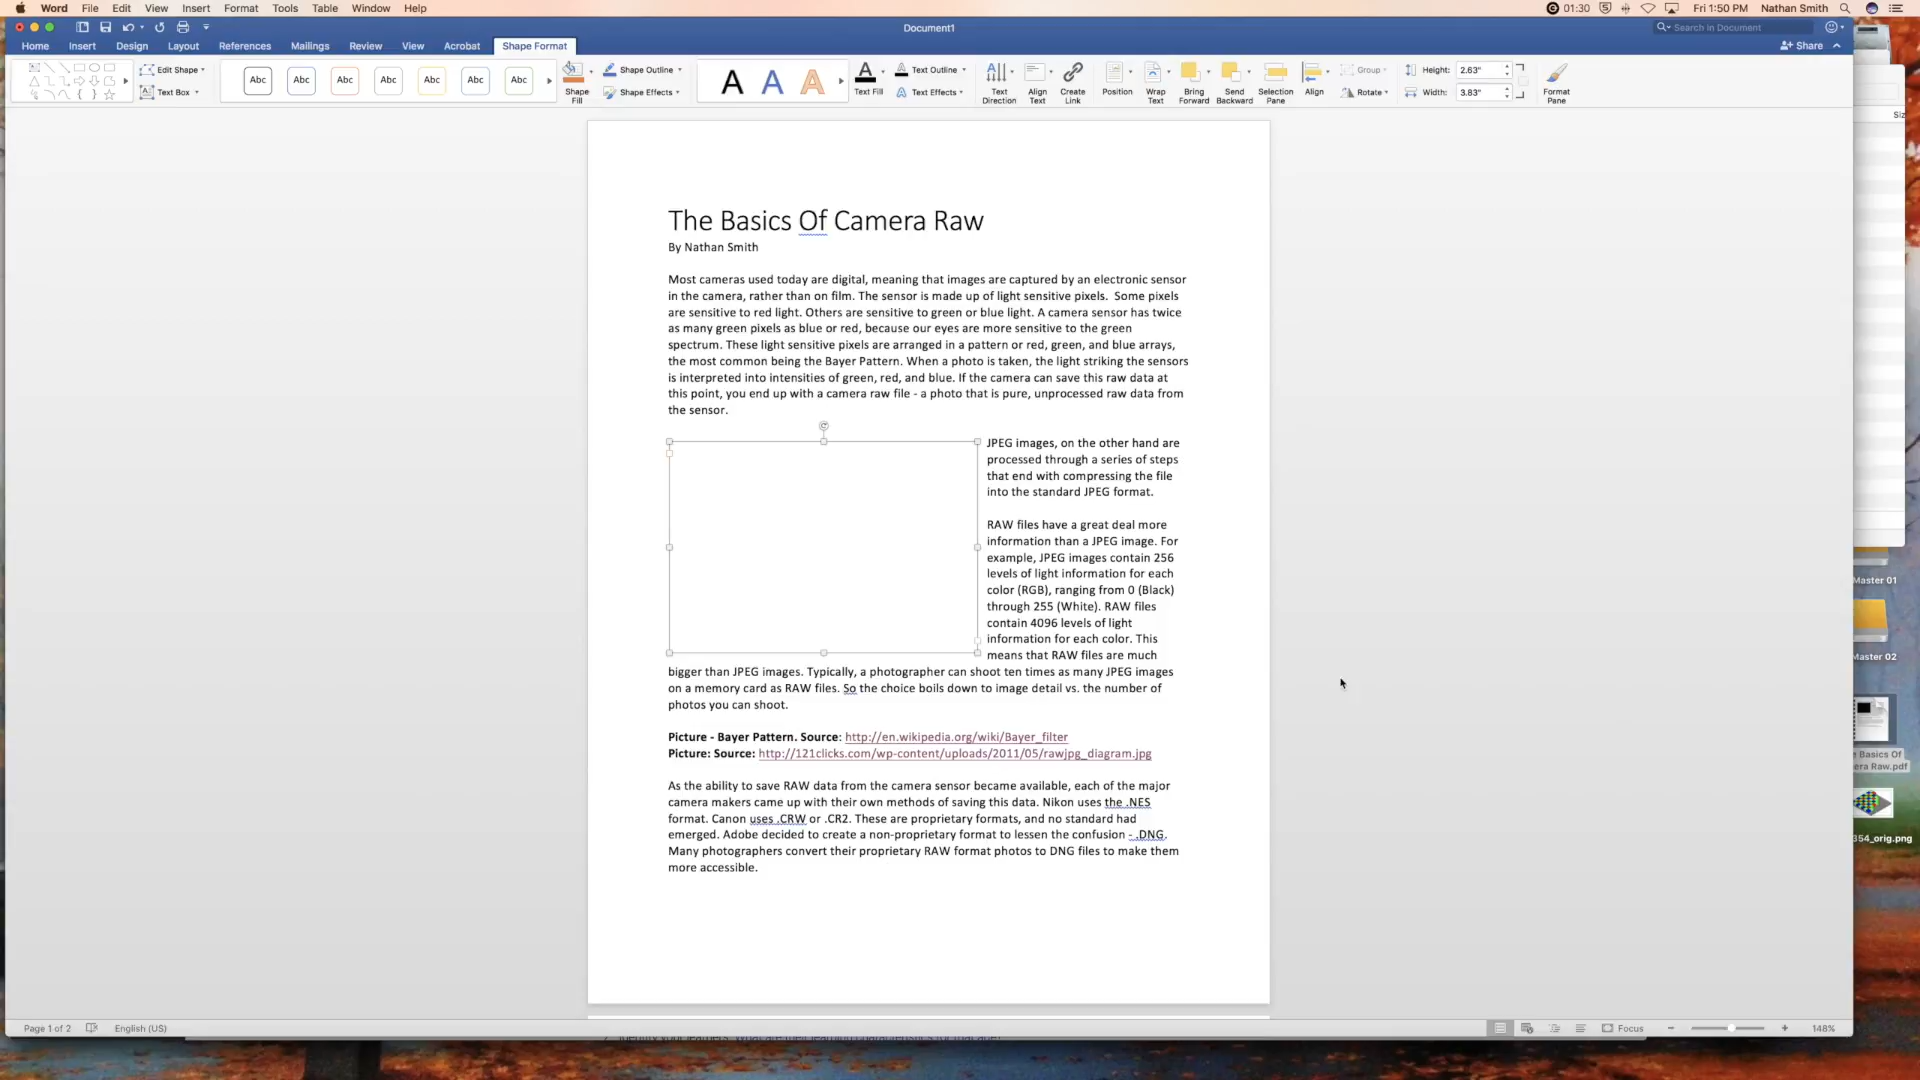 Word File Edit View Insert Format Tools Table Window Help 01:30 Fri 1:50 PM Nathan Smith
Document1 Search in Document
Home Insert Design Layout References Mailings Review View Acrobat Shape Format Share
Edit Shape Abc Abc Abc Abc Abc Abc Abc Shape Outline A A A Text Outline Group Height: 2.63"
Text Box Shape Fill Shape Effects Text Fill Text Effects Text Direction Align Text Create Link Position Wrap Text Bring Forward Send Backward Selection Pane Align Rotate Width: 3.83" Format Pane
Siz
The Basics Of Camera Raw
By Nathan Smith
Most cameras used today are digital, meaning that images are captured by an electronic sensor
in the camera, rather than on film. The sensor is made up of light sensitive pixels.  Some pixels
are sensitive to red light. Others are sensitive to green or blue light. A camera sensor has twice
as many green pixels as blue or red, because our eyes are more sensitive to the green
spectrum. These light sensitive pixels are arranged in a pattern or red, green, and blue arrays,
the most common being the Bayer Pattern. When a photo is taken, the light striking the sensors
is interpreted into intensities of green, red, and blue. If the camera can save this raw data at
this point, you end up with a camera raw file - a photo that is pure, unprocessed raw data from
the sensor.
JPEG images, on the other hand are
processed through a series of steps
that end with compressing the file
into the standard JPEG format.
RAW files have a great deal more
information than a JPEG image. For
example, JPEG images contain 256
levels of light information for each
color (RGB), ranging from 0 (Black)
through 255 (White). RAW files
contain 4096 levels of light
information for each color. This
means that RAW files are much
bigger than JPEG images. Typically, a photographer can shoot ten times as many JPEG images
on a memory card as RAW files. So the choice boils down to image detail vs. the number of
photos you can shoot.
Picture - Bayer Pattern. Source: http://en.wikipedia.org/wiki/Bayer_filter
Picture: Source: http://121clicks.com/wp-content/uploads/2011/05/rawjpg_diagram.jpg
As the ability to save RAW data from the camera sensor became available, each of the major
camera makers came up with their own methods of saving this data. Nikon uses the .NES
format. Canon uses .CRW or .CR2. These are proprietary formats, and no standard had
emerged. Adobe decided to create a non-proprietary format to lessen the confusion - .DNG.
Many photographers convert their proprietary RAW format photos to DNG files to make them
more accessible.
Master 01
Master 02
e Basics Of
era Raw.pdf
354_orig.png
Page 1 of 2 English (US) Focus 148%